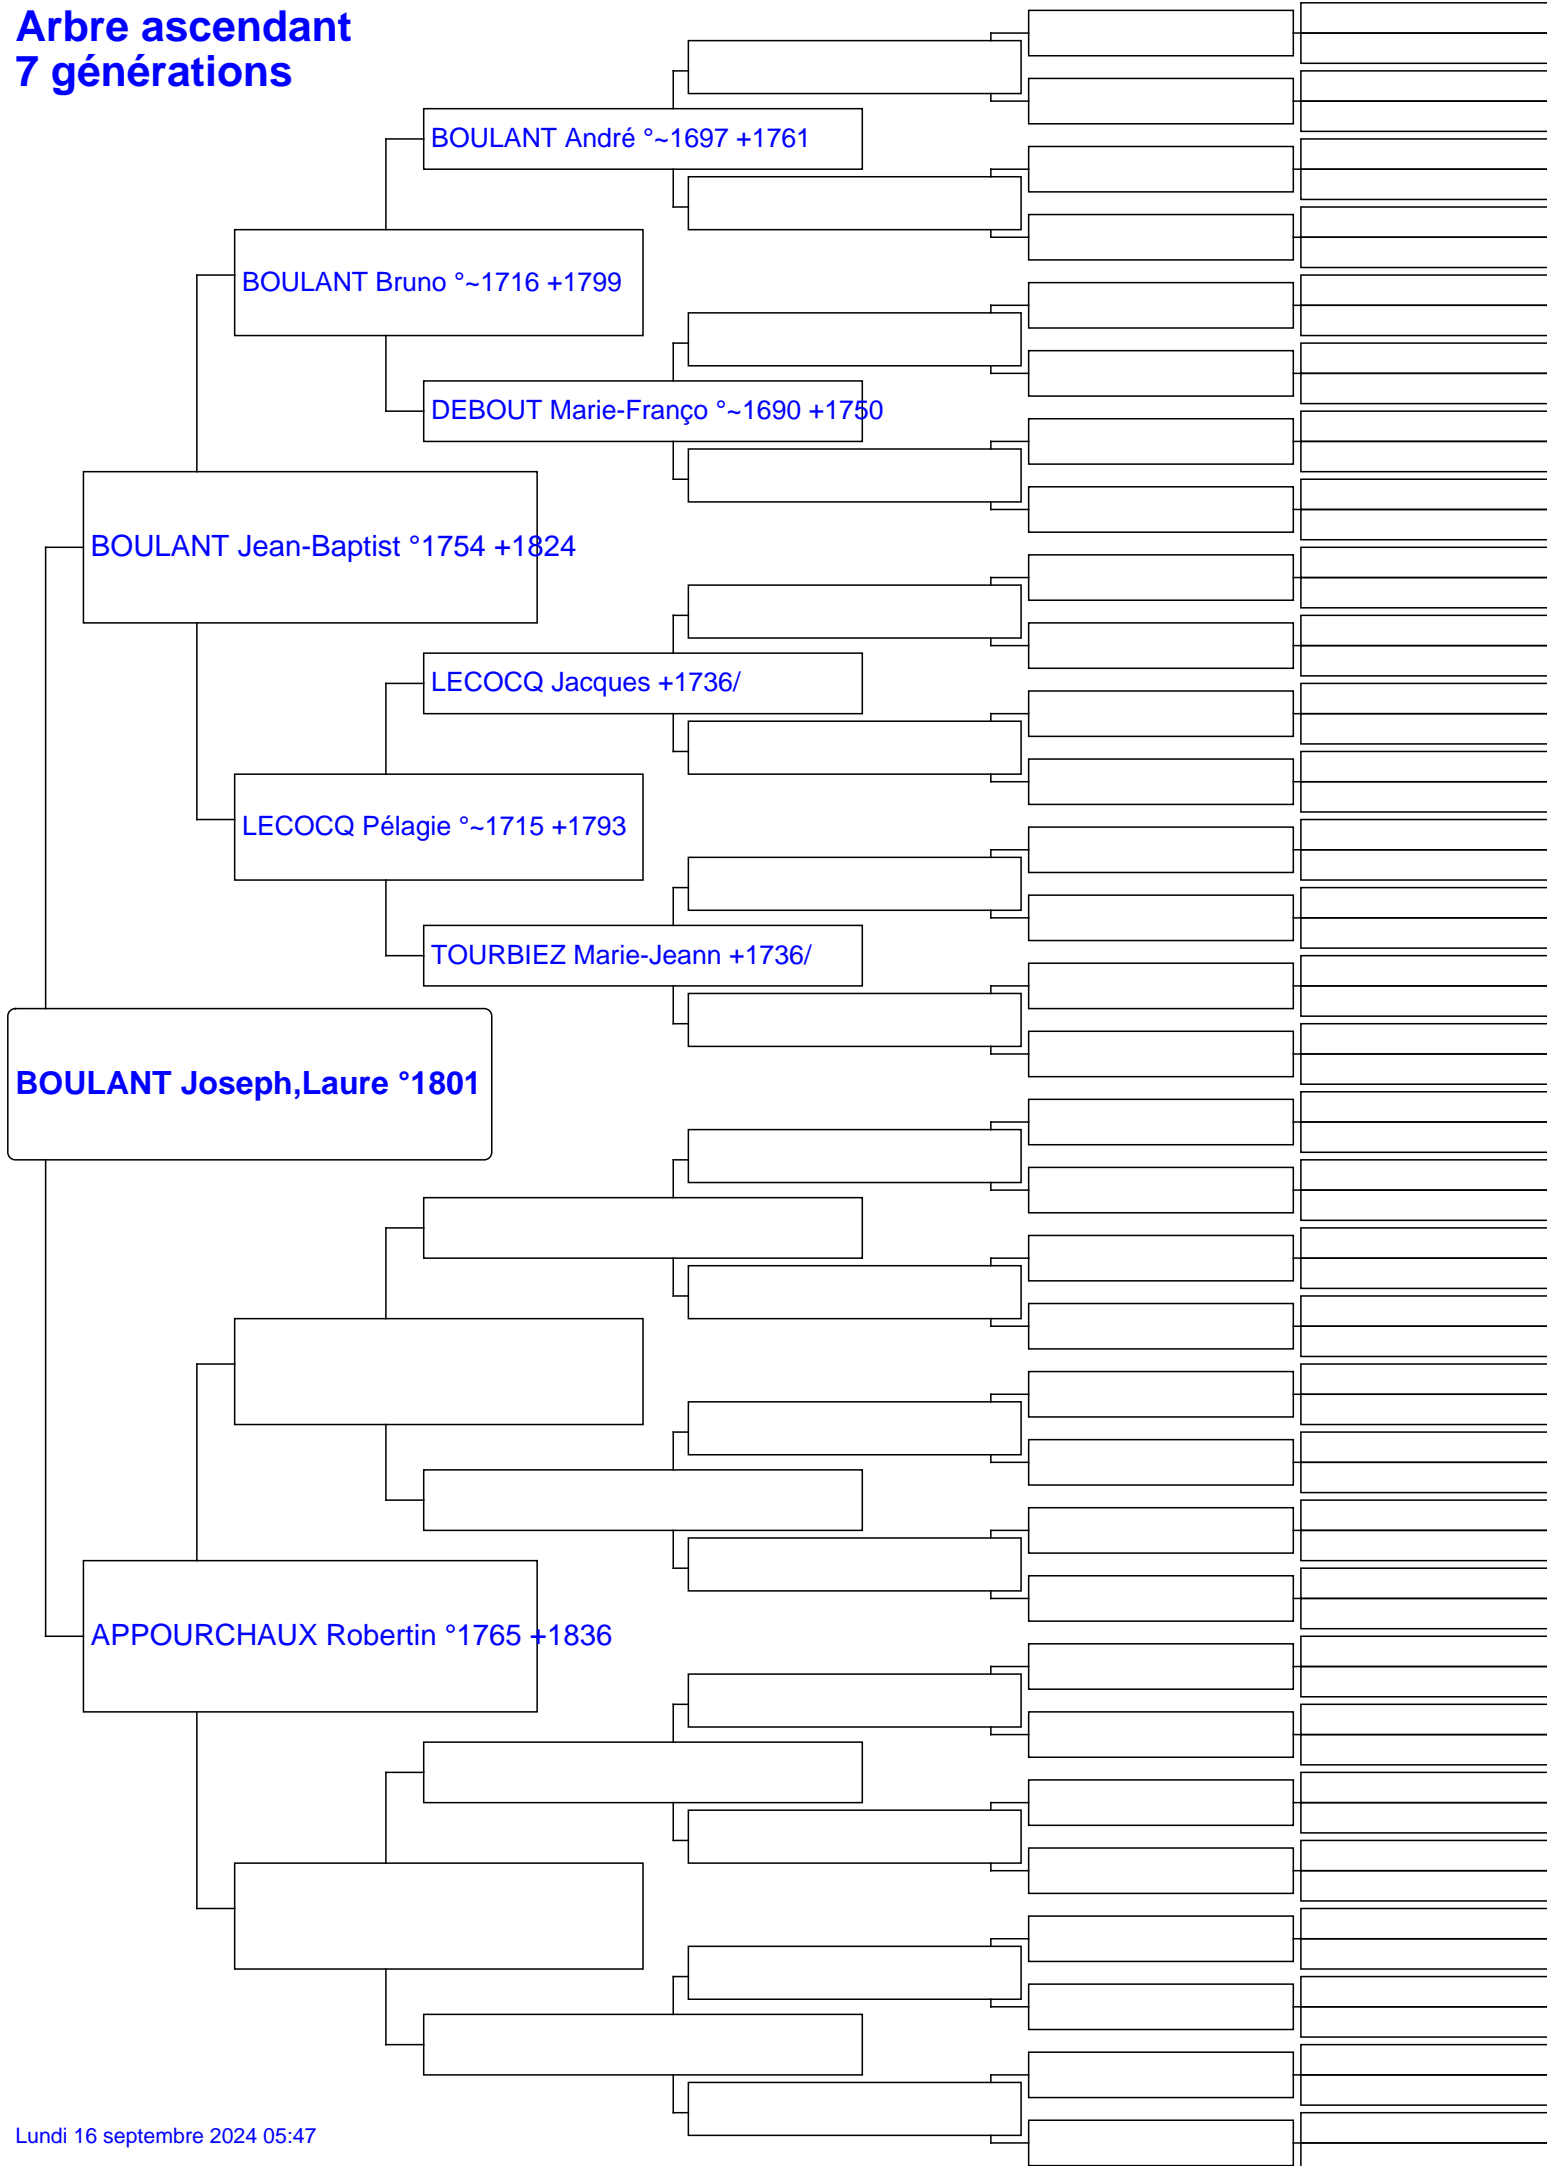 Arbre ascendant
7 générations
BOULANT André °~1697 +1761
BOULANT Bruno °~1716 +1799
DEBOUT Marie-Franço °~1690 +1750
BOULANT Jean-Baptist °1754 +1824
LECOCQ Jacques +1736/
LECOCQ Pélagie °~1715 +1793
TOURBIEZ Marie-Jeann +1736/
BOULANT Joseph,Laure °1801
APPOURCHAUX Robertin °1765 +1836
Lundi 16 septembre 2024 05:47